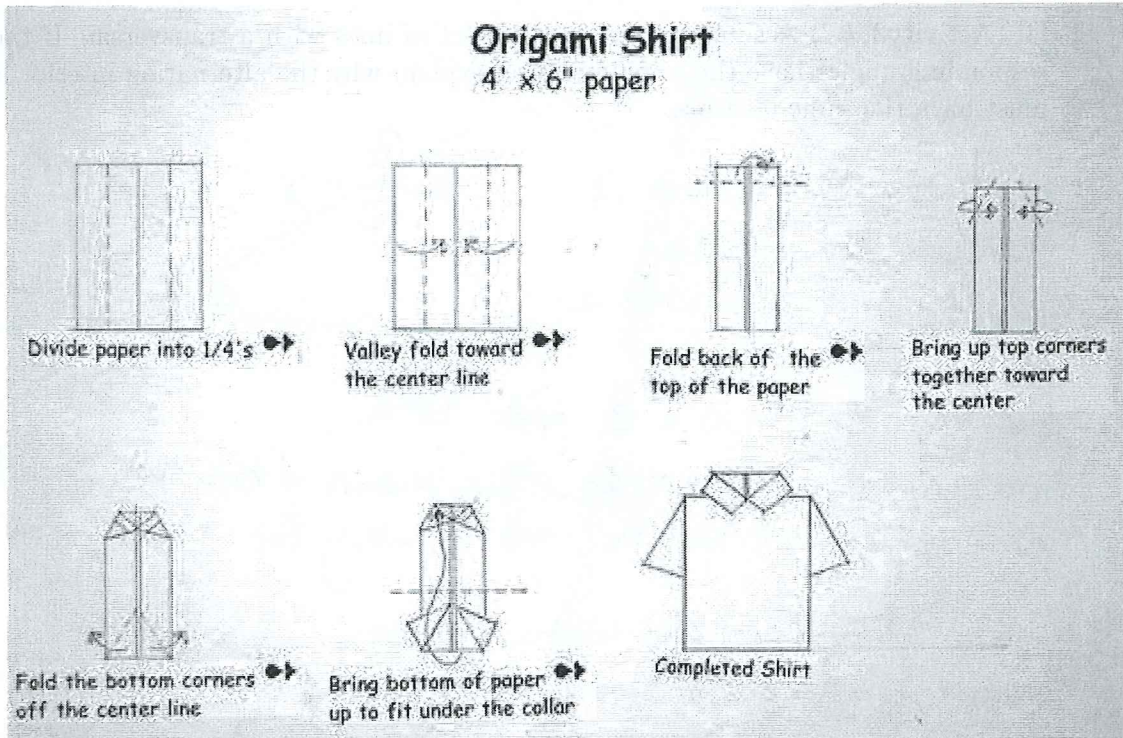 Origami Shirt
4' x 6" paper
Divide paper into 1/4's
Valley fold toward
the center line
Fold back of the
top of the paper
Bring up top corners
together toward
the center
Fold the bottom corners
off the center line
Bring bottom of paper
up to fit under the collar
Completed Shirt